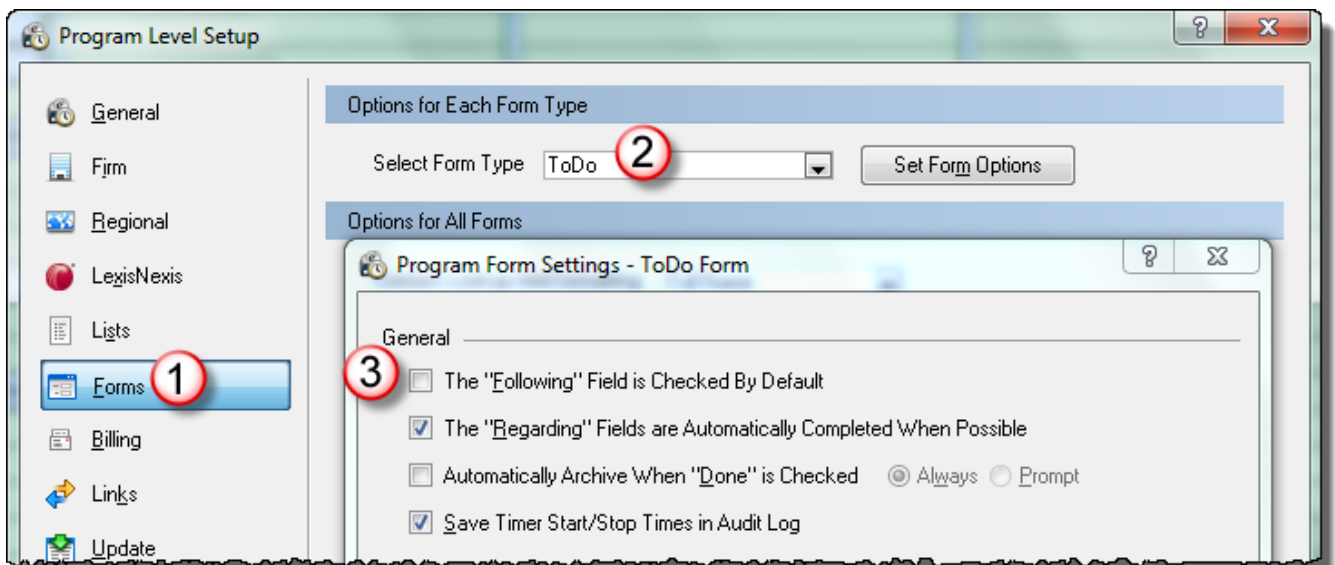 Program Level Setup
General
Firm
Regional
LexisNexis
Lists
Forms
1
Billing
Links
Update
Options for Each Form Type
Select Form Type ToDo 2 Set Form Options
Options for All Forms
Program Form Settings - ToDo Form
General
3 The "Following" Field is Checked By Default
The "Regarding" Fields are Automatically Completed When Possible
Automatically Archive When "Done" is Checked Always Prompt
Save Timer Start/Stop Times in Audit Log